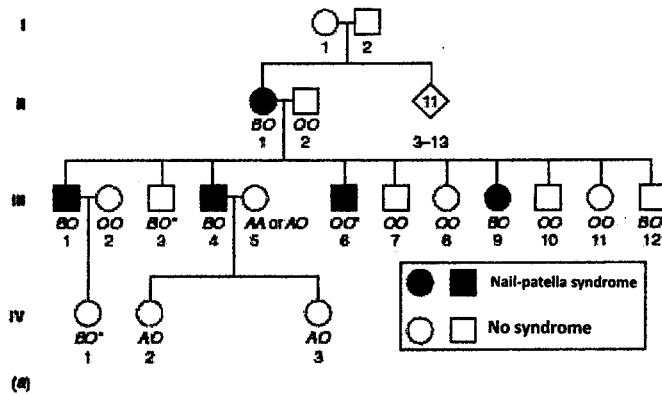 I
1 2
II
11
BO OO
1 2 3–13
III
BO OO BO* BO AA or AO OO* OO OO BO OO OO BO*
1 2 3 4 5 6 7 8 9 10 11 12
Nail-patella syndrome
No syndrome
IV
BO* AO AO
1 2 3
(a)